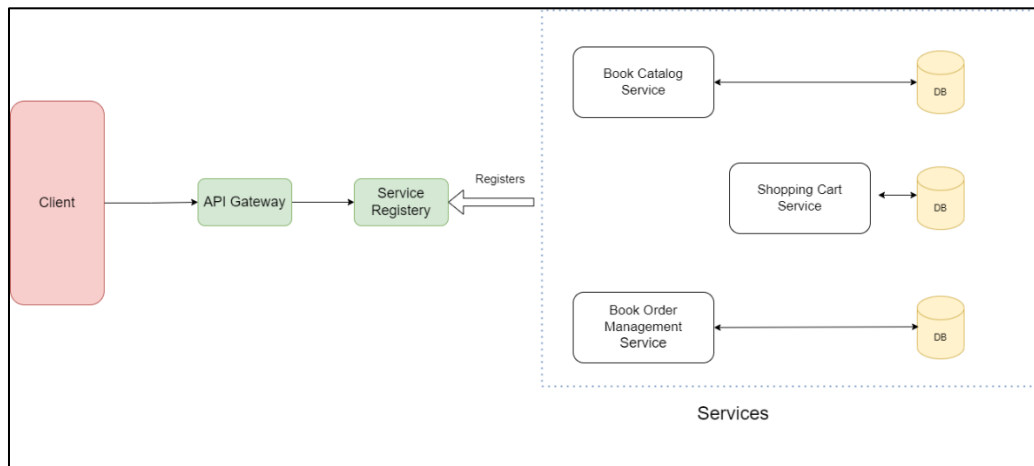 Client
API Gateway
Service
Registery
Registers
Book Catalog
Service
DB
Shopping Cart
Service
DB
Book Order
Management
Service
DB
Services